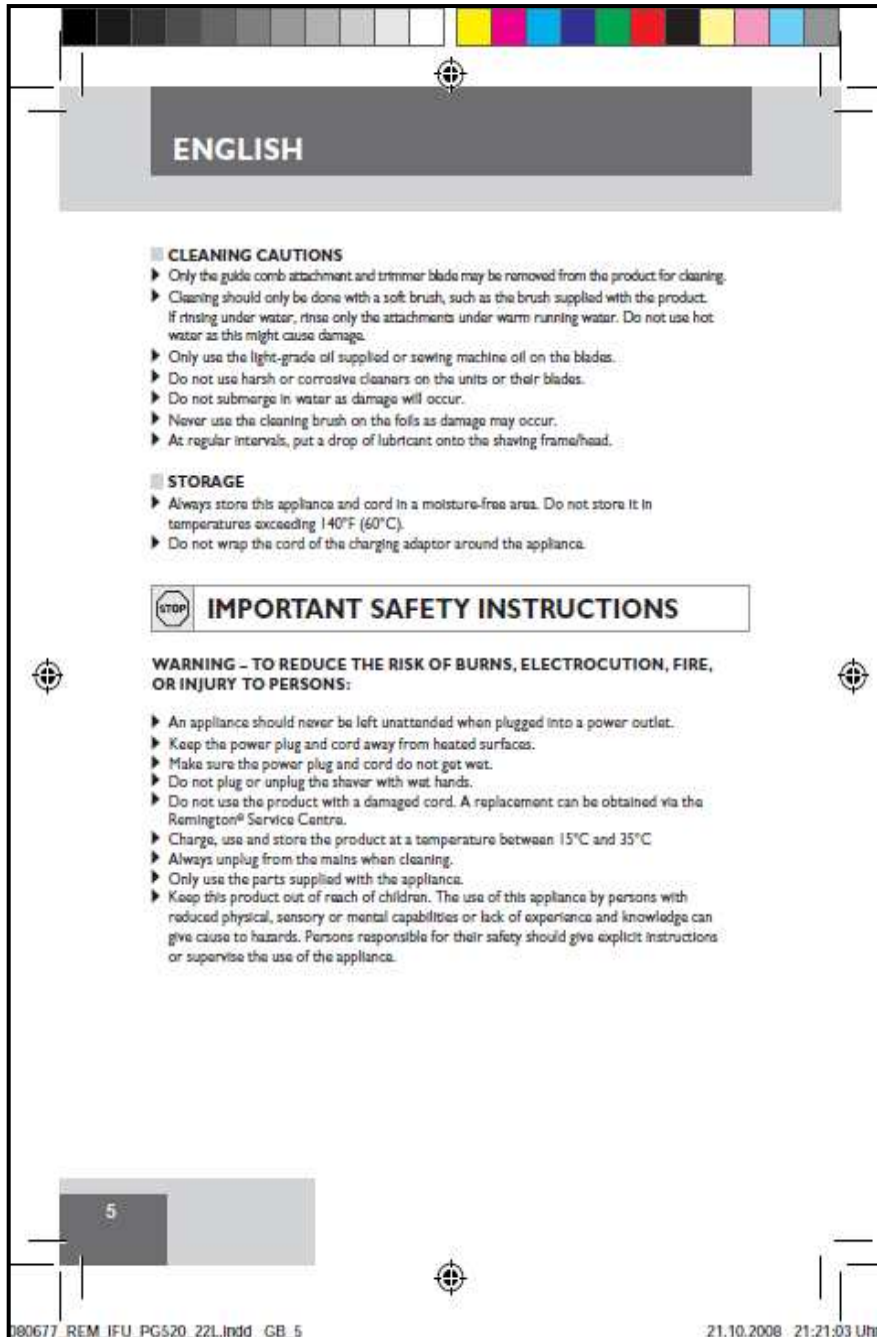 ENGLISH
CLEANING CAUTIONS
Only the guide comb attachment and trimmer blade may be removed from the product for cleaning.
Cleaning should only be done with a soft brush, such as the brush supplied with the product.
If rinsing under water, rinse only the attachments under warm running water. Do not use hot
water as this might cause damage.
Only use the light-grade oil supplied or sewing machine oil on the blades.
Do not use harsh or corrosive cleaners on the units or their blades.
Do not submerge in water as damage will occur.
Never use the cleaning brush on the foils as damage may occur.
At regular intervals, put a drop of lubricant onto the shaving frame/head.
STORAGE
Always store this appliance and cord in a moisture-free area. Do not store it in
temperatures exceeding 140°F (60°C).
Do not wrap the cord of the charging adaptor around the appliance.
STOP IMPORTANT SAFETY INSTRUCTIONS
WARNING – TO REDUCE THE RISK OF BURNS, ELECTROCUTION, FIRE,
OR INJURY TO PERSONS:
An appliance should never be left unattended when plugged into a power outlet.
Keep the power plug and cord away from heated surfaces.
Make sure the power plug and cord do not get wet.
Do not plug or unplug the shaver with wet hands.
Do not use the product with a damaged cord. A replacement can be obtained via the
Remington® Service Centre.
Charge, use and store the product at a temperature between 15°C and 35°C
Always unplug from the mains when cleaning.
Only use the parts supplied with the appliance.
Keep this product out of reach of children. The use of this appliance by persons with
reduced physical, sensory or mental capabilities or lack of experience and knowledge can
give cause to hazards. Persons responsible for their safety should give explicit instructions
or supervise the use of the appliance.
5
080677_REM_IFU_PG520_22L.indd GB_5 21.10.2008 21:21:03 Uhr